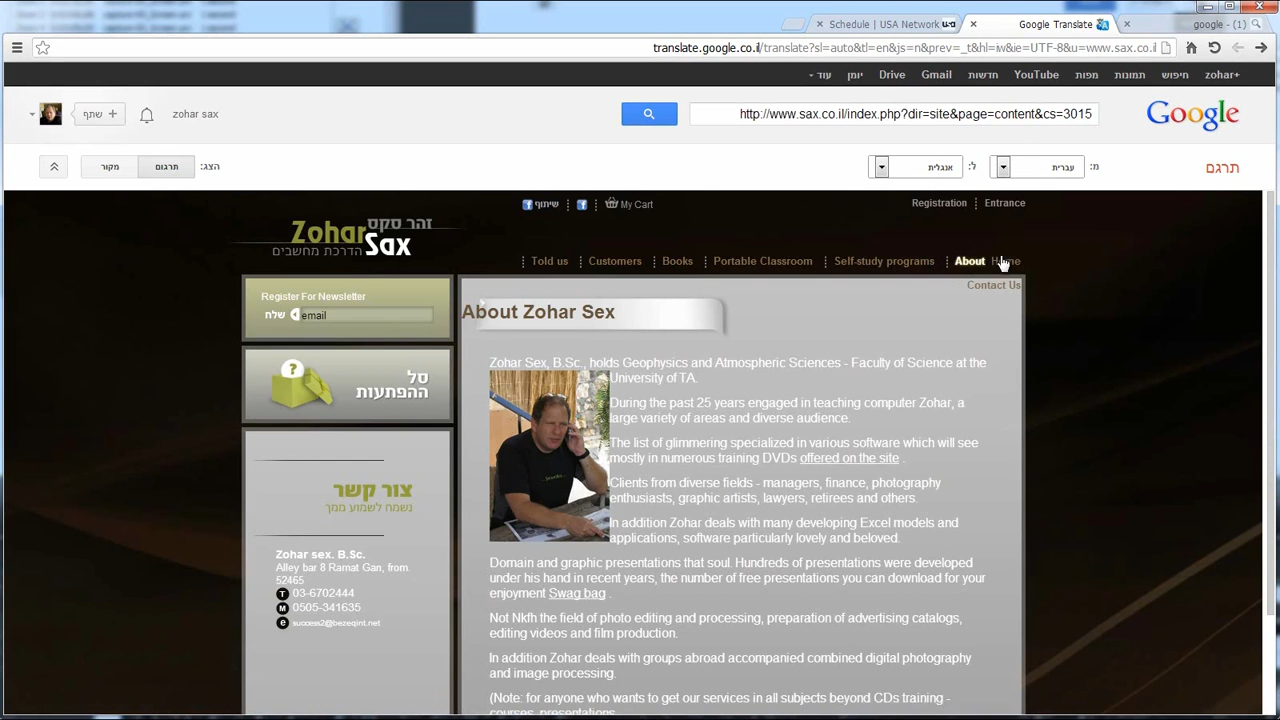 Schedule | USA Network
Google Translate
google - (1)
translate.google.co.il/translate?sl=auto&tl=en&js=n&prev=_t&hl=iw&ie=UTF-8&u=www.sax.co.il
zohar+ חיפוש תמונות מפות YouTube חדשות Gmail Drive יומן עוד
שתף +
zohar sax
http://www.sax.co.il/index.php?dir=site&page=content&cs=3015
Google
תרגם
מ: עברית
ל: אנגלית
הצג: תרגום מקור
זהר סקס
Zohar Sax
הדרכת מחשבים
שיתוף
My Cart
Registration
Entrance
Told us
Customers
Books
Portable Classroom
Self-study programs
About
Home
Contact Us
Register For Newsletter
שלח
email
סל
ההפתעות
צור קשר
נשמח לשמוע ממך
Zohar sex. B.Sc.
Alley bar 8 Ramat Gan, from.
52465
T 03-6702444
M 0505-341635
e success2@bezeqint.net
About Zohar Sex
Zohar Sex, B.Sc., holds Geophysics and Atmospheric Sciences - Faculty of Science at the
University of TA.
During the past 25 years engaged in teaching computer Zohar, a
large variety of areas and diverse audience.
The list of glimmering specialized in various software which will see
mostly in numerous training DVDs offered on the site .
Clients from diverse fields - managers, finance, photography
enthusiasts, graphic artists, lawyers, retirees and others.
In addition Zohar deals with many developing Excel models and
applications, software particularly lovely and beloved.
Domain and graphic presentations that soul. Hundreds of presentations were developed
under his hand in recent years, the number of free presentations you can download for your
enjoyment Swag bag .
Not Nkfh the field of photo editing and processing, preparation of advertising catalogs,
editing videos and film production.
In addition Zohar deals with groups abroad accompanied combined digital photography
and image processing.
(Note: for anyone who wants to get our services in all subjects beyond CDs training -
courses, presentations